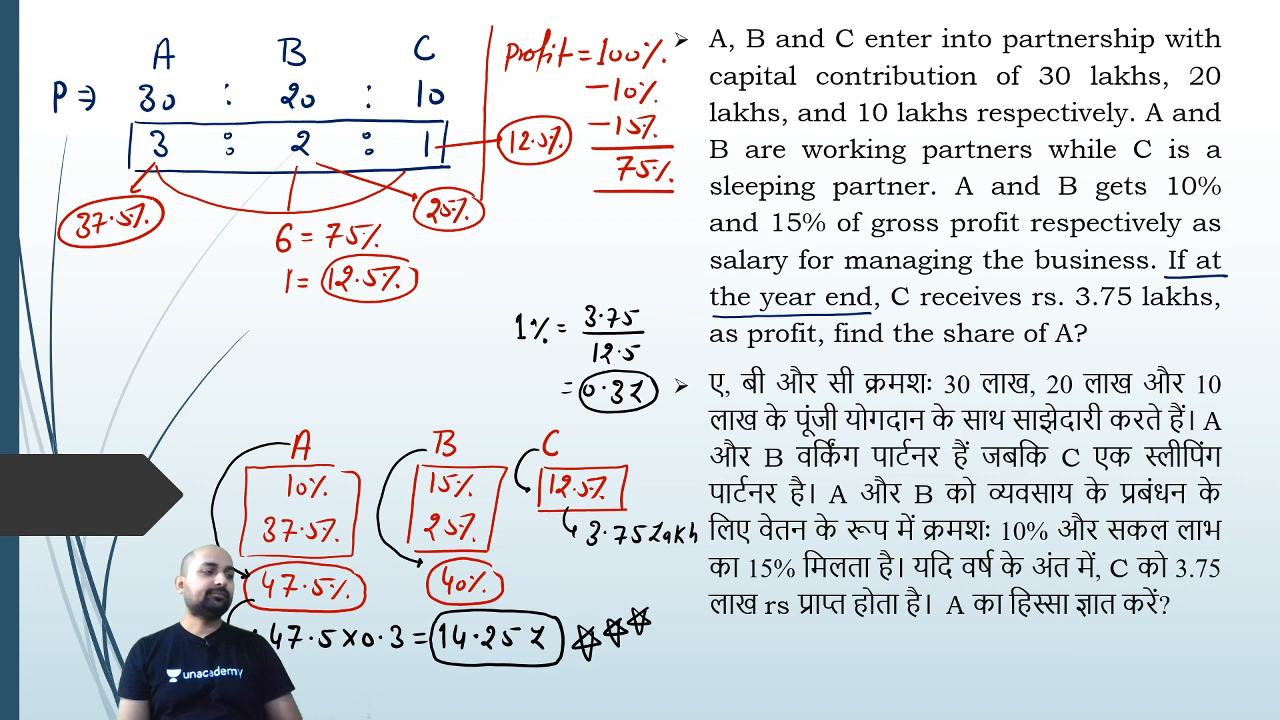 A B C
P ⇒ 30 : 20 : 10
3 : 2 : 1
37.5%
25%
12.5%
6 = 75%
1 = 12.5%
Profit = 100%
-10%
-15%
75%
1% = 3.75
12.5
= 0.3L
A B C
10% 15% 12.5%
37.5% 25% 3.75Lakh
47.5% 40%
47.5 x 0.3 = 14.25 L
unacademy
A, B and C enter into partnership with
capital contribution of 30 lakhs, 20
lakhs, and 10 lakhs respectively. A and
B are working partners while C is a
sleeping partner. A and B gets 10%
and 15% of gross profit respectively as
salary for managing the business. If at
the year end, C receives rs. 3.75 lakhs,
as profit, find the share of A?
ए, बी और सी क्रमशः 30 लाख, 20 लाख और 10
लाख के पूंजी योगदान के साथ साझेदारी करते हैं। A
और B वर्किंग पार्टनर हैं जबकि C एक स्लीपिंग
पार्टनर है। A और B को व्यवसाय के प्रबंधन के
लिए वेतन के रूप में क्रमशः 10% और सकल लाभ
का 15% मिलता है। यदि वर्ष के अंत में, C को 3.75
लाख rs प्राप्त होता है। A का हिस्सा ज्ञात करें?